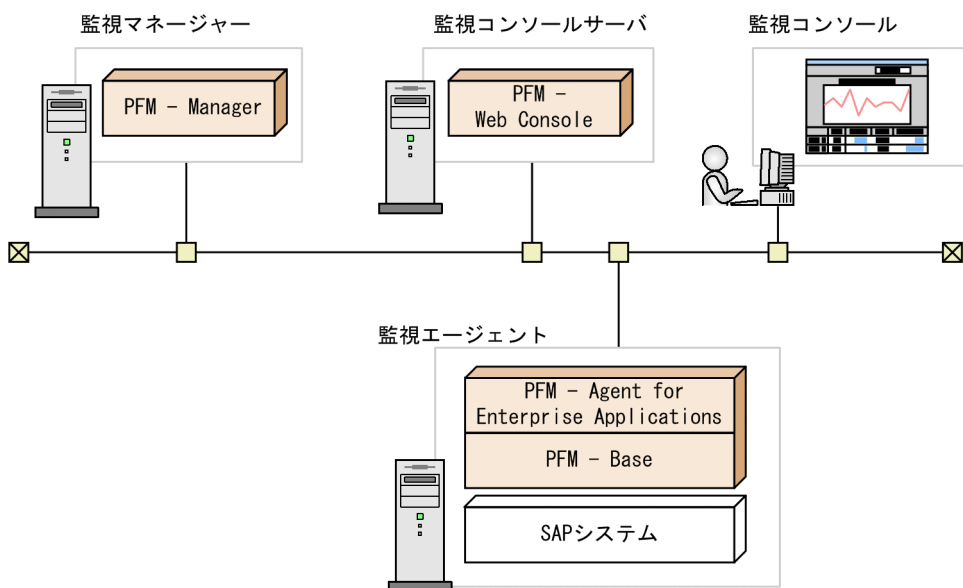 監視マネージャー
監視コンソールサーバ
監視コンソール
PFM - Manager
PFM -
Web Console
監視エージェント
PFM - Agent for
Enterprise Applications
PFM - Base
SAPシステム